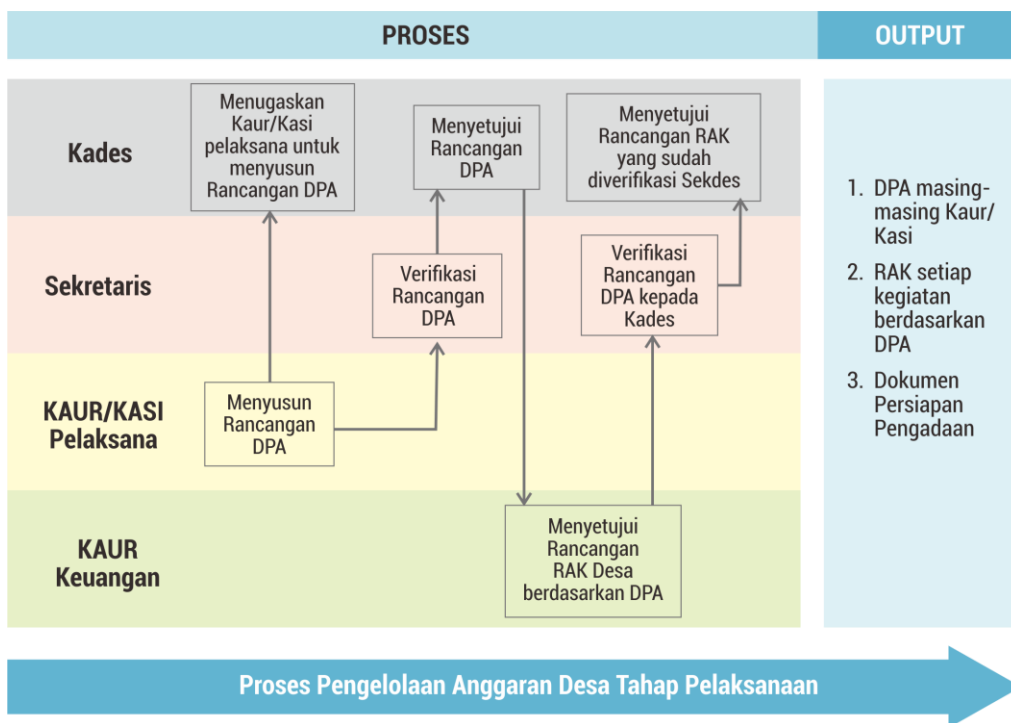 PROSES
OUTPUT
Kades
Menugaskan
Kaur/Kasi
pelaksana untuk
menyusun
Rancangan DPA
Menyetujui
Rancangan
DPA
Menyetujui
Rancangan RAK
yang sudah
diverifikasi Sekdes
Sekretaris
Verifikasi
Rancangan
DPA
Verifikasi
Rancangan
DPA kepada
Kades
KAUR/KASI
Pelaksana
Menyusun
Rancangan
DPA
KAUR
Keuangan
Menyetujui
Rancangan
RAK Desa
berdasarkan DPA
1. DPA masing-
masing Kaur/
Kasi
2. RAK setiap
kegiatan
berdasarkan
DPA
3. Dokumen
Persiapan
Pengadaan
Proses Pengelolaan Anggaran Desa Tahap Pelaksanaan